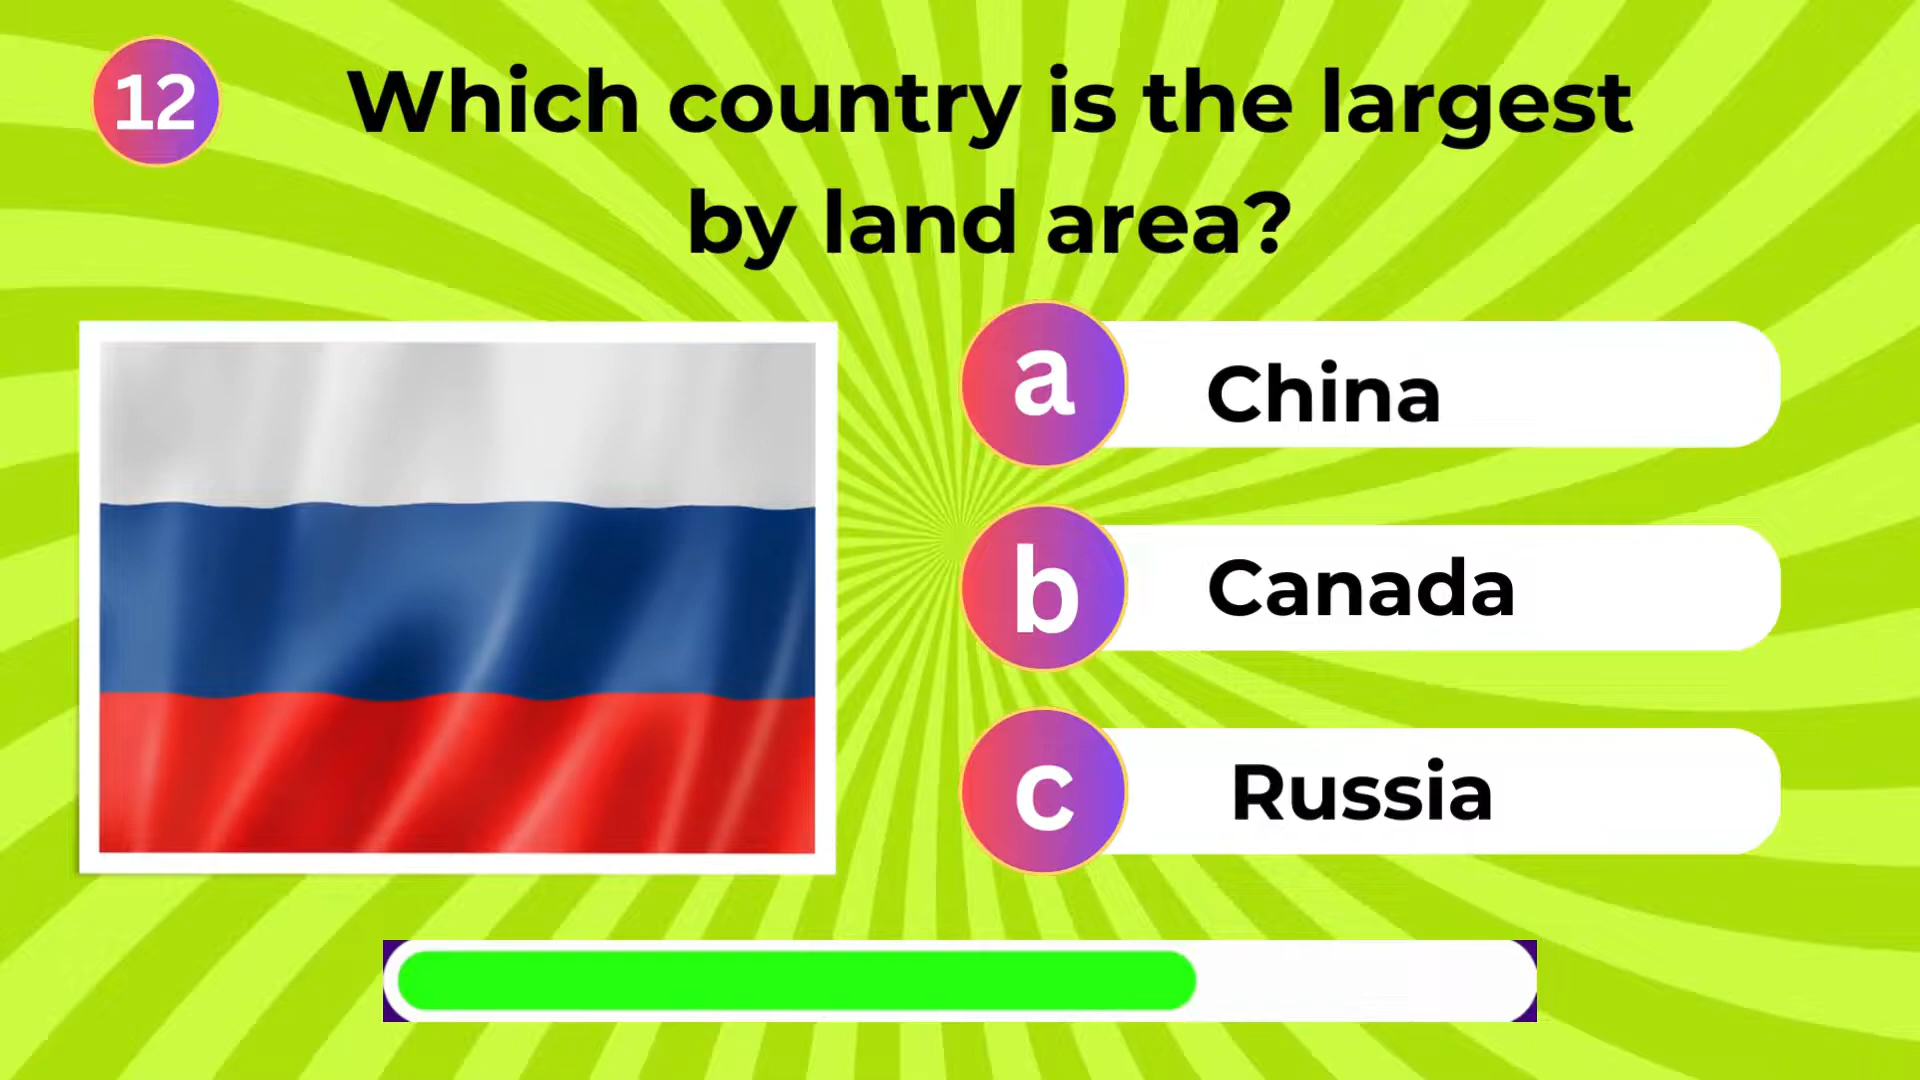 12
Which country is the largest
by land area?
a China
b Canada
c Russia